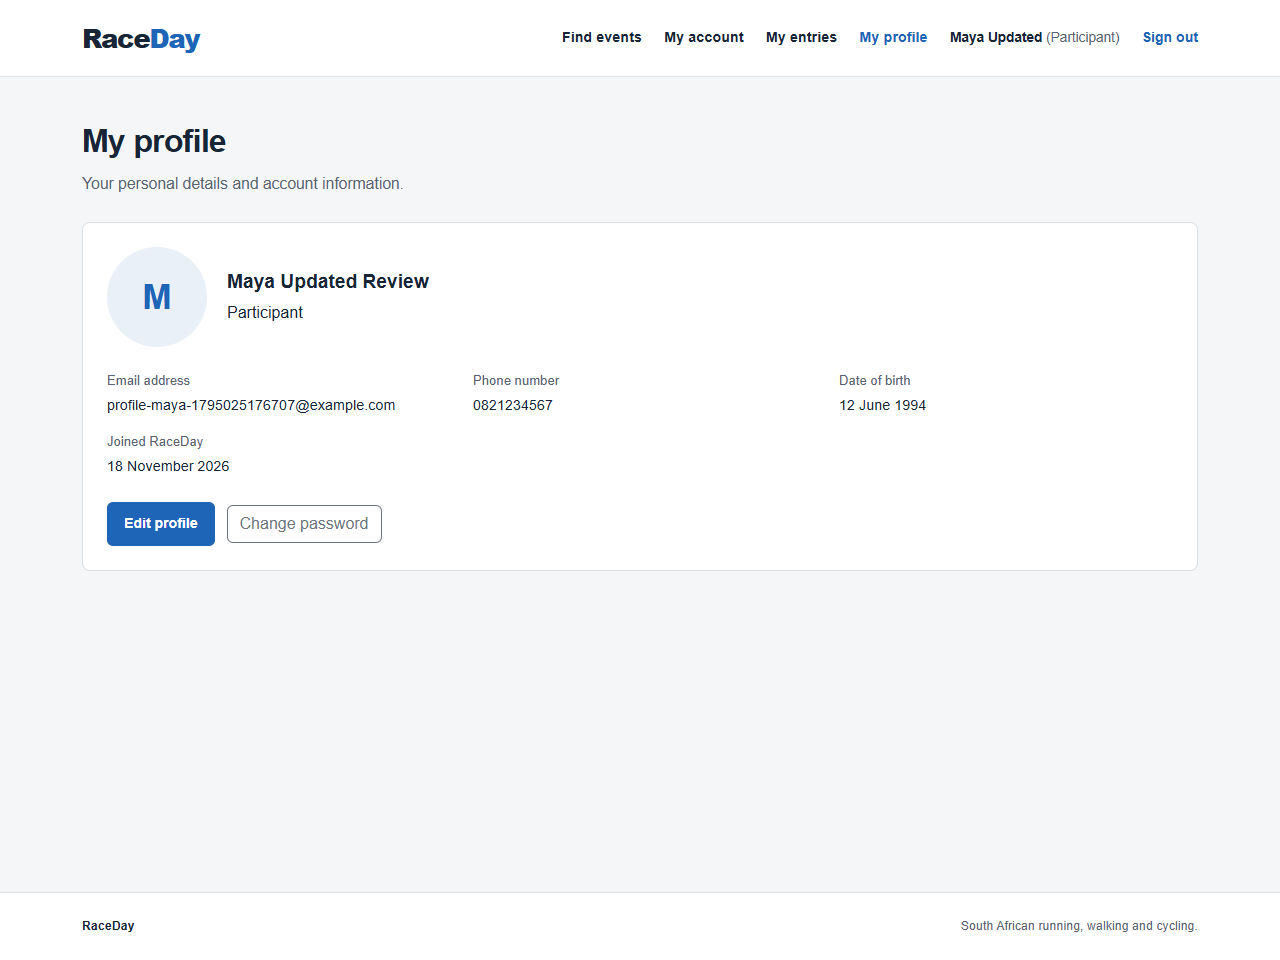 RaceDay
Find events My account My entries My profile Maya Updated (Participant) Sign out
My profile
Your personal details and account information.
M
Maya Updated Review
Participant
Email address Phone number Date of birth
profile-maya-1795025176707@example.com 0821234567 12 June 1994
Joined RaceDay
18 November 2026
Edit profile Change password
RaceDay South African running, walking and cycling.